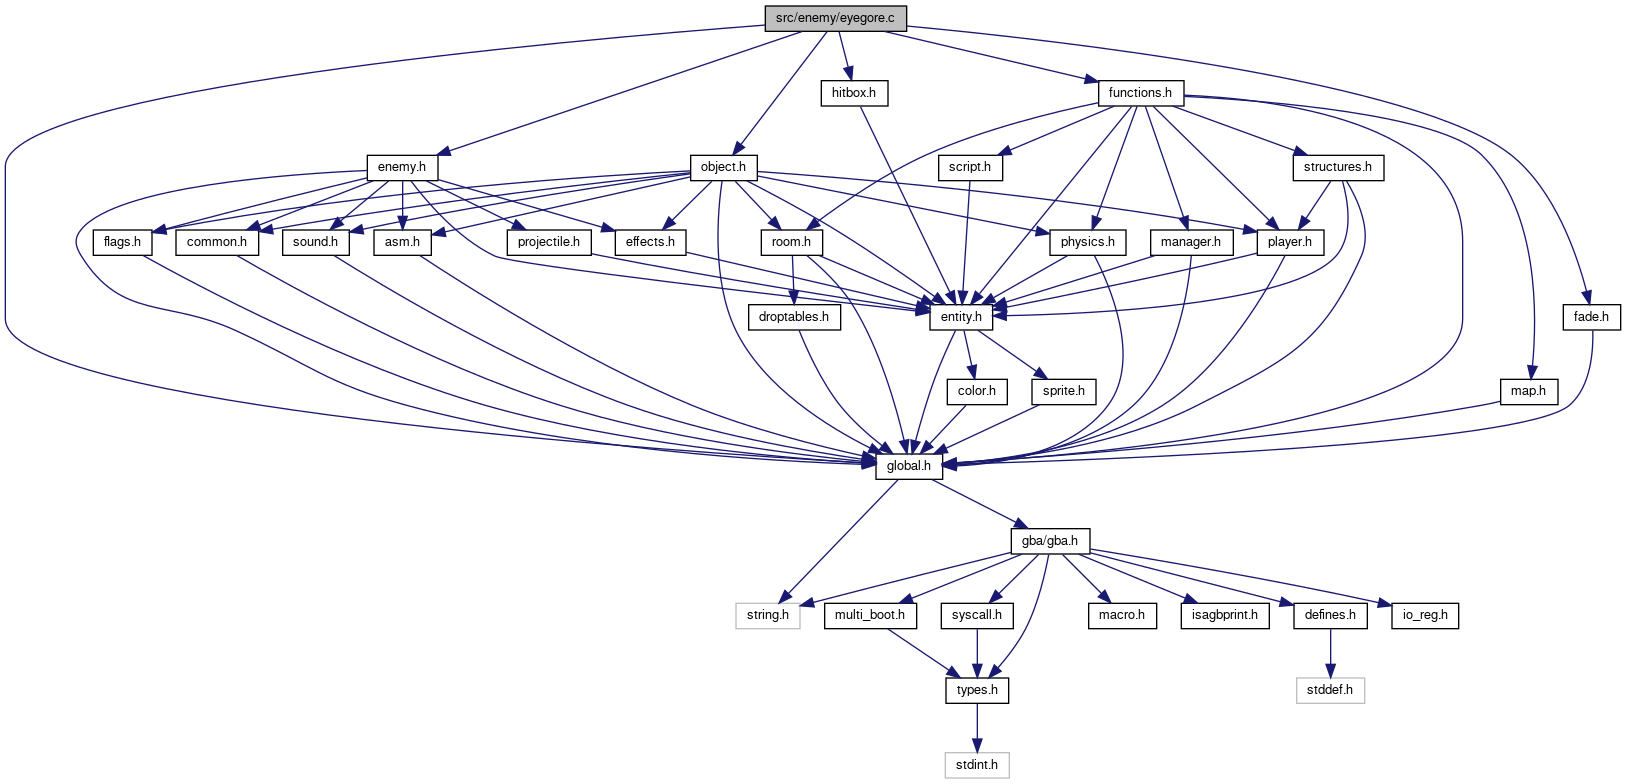 src/enemy/eyegore.c
hitbox.h
functions.h
enemy.h
object.h
script.h
structures.h
flags.h
common.h
sound.h
asm.h
projectile.h
effects.h
room.h
physics.h
manager.h
player.h
droptables.h
entity.h
fade.h
color.h
sprite.h
map.h
global.h
gba/gba.h
string.h
multi_boot.h
syscall.h
macro.h
isagbprint.h
defines.h
io_reg.h
types.h
stddef.h
stdint.h